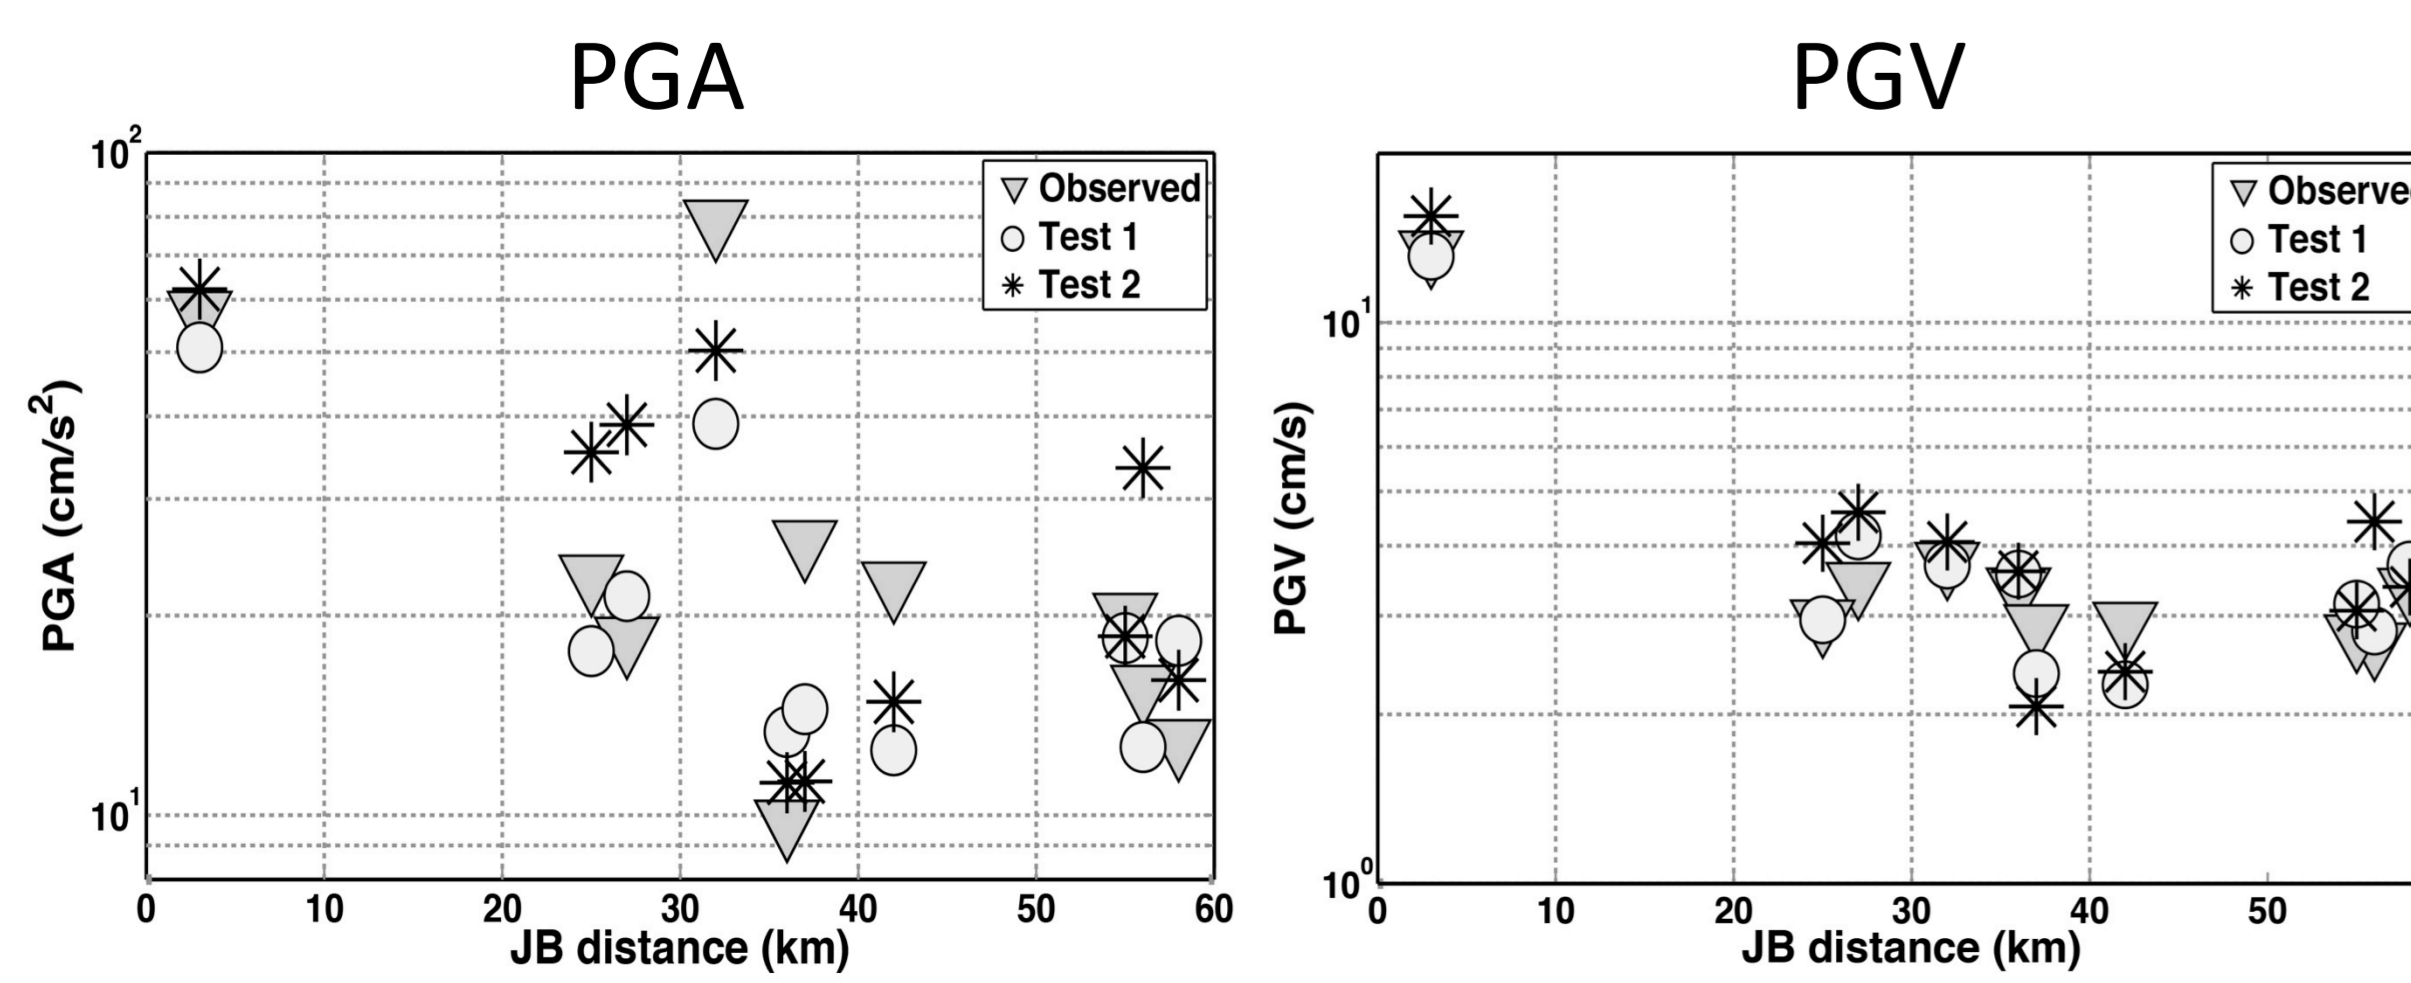 PGA
10²
10¹
PGA (cm/s²)
Observed
Test 1
Test 2
0 10 20 30 40 50 60
JB distance (km)
PGV
10¹
10⁰
PGV (cm/s)
Observe
Test 1
Test 2
0 10 20 30 40 50
JB distance (km)